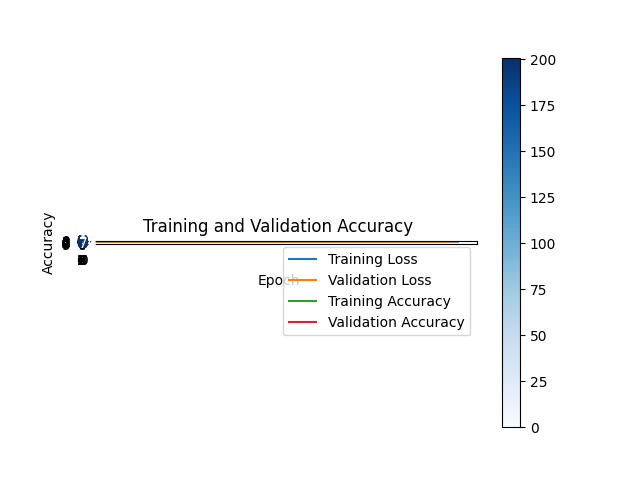 Training and Validation Accuracy
Accuracy
Epoch
Training Loss
Validation Loss
Training Accuracy
Validation Accuracy
200
175
150
125
100
75
50
25
0